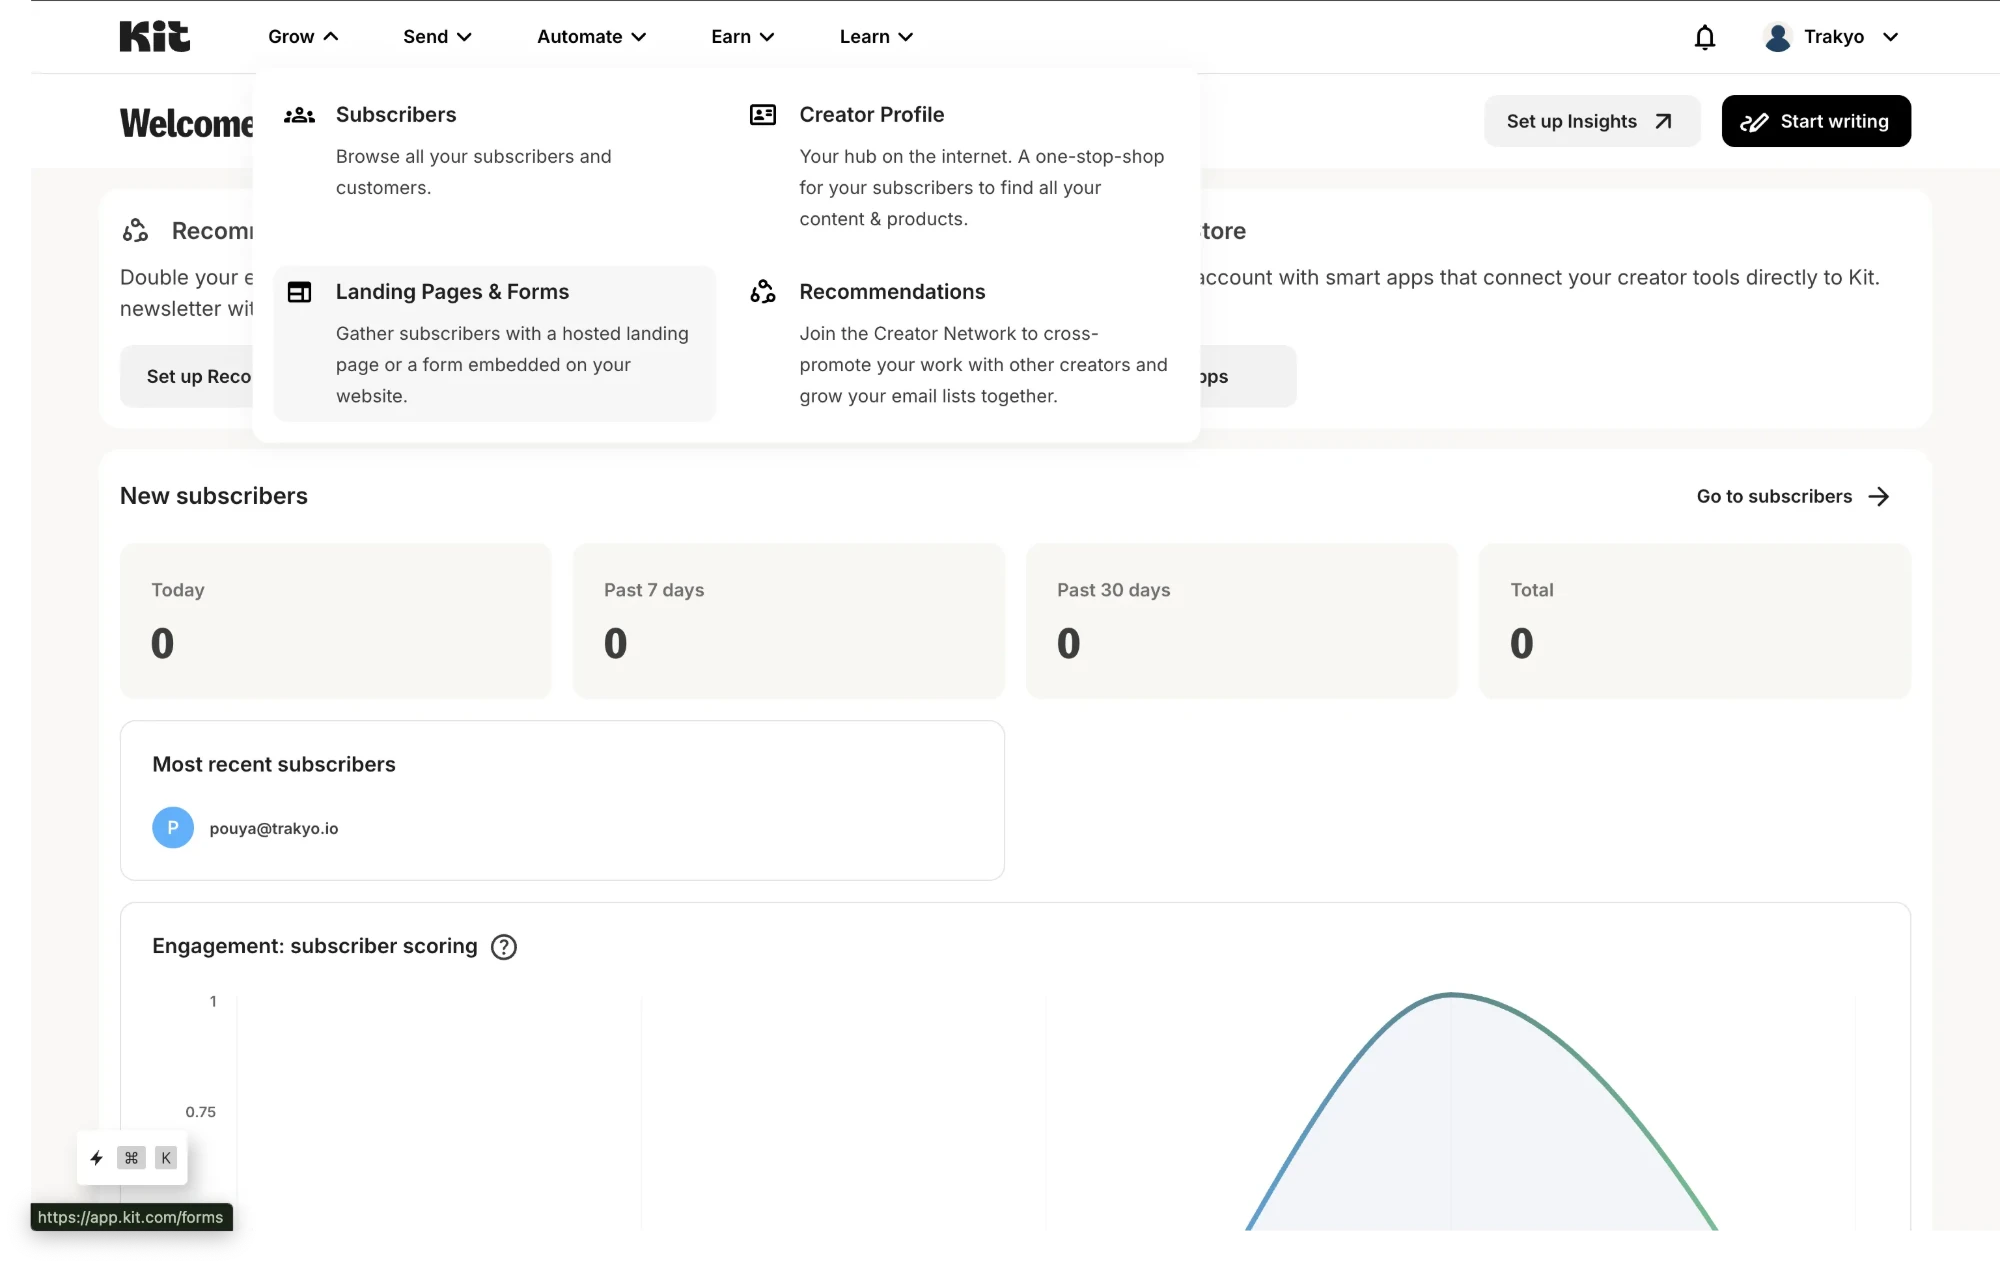 Kit
Grow
Send
Automate
Earn
Learn
Trakyo
Welcome
Set up Insights
Start writing
Subscribers
Browse all your subscribers and
customers.
Creator Profile
Your hub on the internet. A one-stop-shop
for your subscribers to find all your
content & products.
Landing Pages & Forms
Gather subscribers with a hosted landing
page or a form embedded on your
website.
Recommendations
Join the Creator Network to cross-
promote your work with other creators and
grow your email lists together.
Double your
newsletter
Set up
account with smart apps that connect your creator tools directly to Kit.
New subscribers
Go to subscribers
Today
0
Past 7 days
0
Past 30 days
0
Total
0
Most recent subscribers
P
pouya@trakyo.io
Engagement: subscriber scoring ?
1
0.75
⌘ K
https://app.kit.com/forms